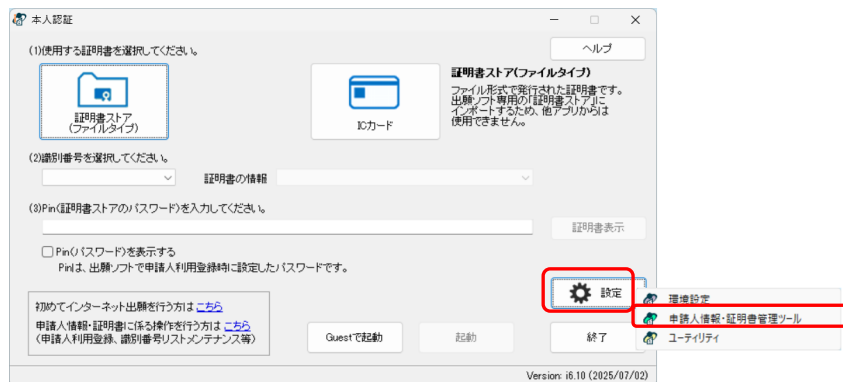 本人認証
(1)使用する証明書を選択してください。
ヘルプ
証明書ストア
(ファイルタイプ)
ICカード
証明書ストア(ファイルタイプ)
ファイル形式で発行された証明書です。
出願ソフト専用の「証明書ストア」に
インポートするため、他アプリからは
使用できません。
(2)識別番号を選択してください。
証明書の情報
(3)Pin(証明書ストアのパスワード)を入力してください。
証明書表示
Pin(パスワード)を表示する
Pinは、出願ソフトで申請人利用登録時に設定したパスワードです。
設定
環境設定
申請人情報・証明書管理ツール
ユーティリティ
初めてインターネット出願を行う方は こちら
申請人情報・証明書に係る操作を行う方は こちら
(申請人利用登録、識別番号リストメンテナンス等)
Guestで起動
起動
終了
Version: i6.10 (2025/07/02)